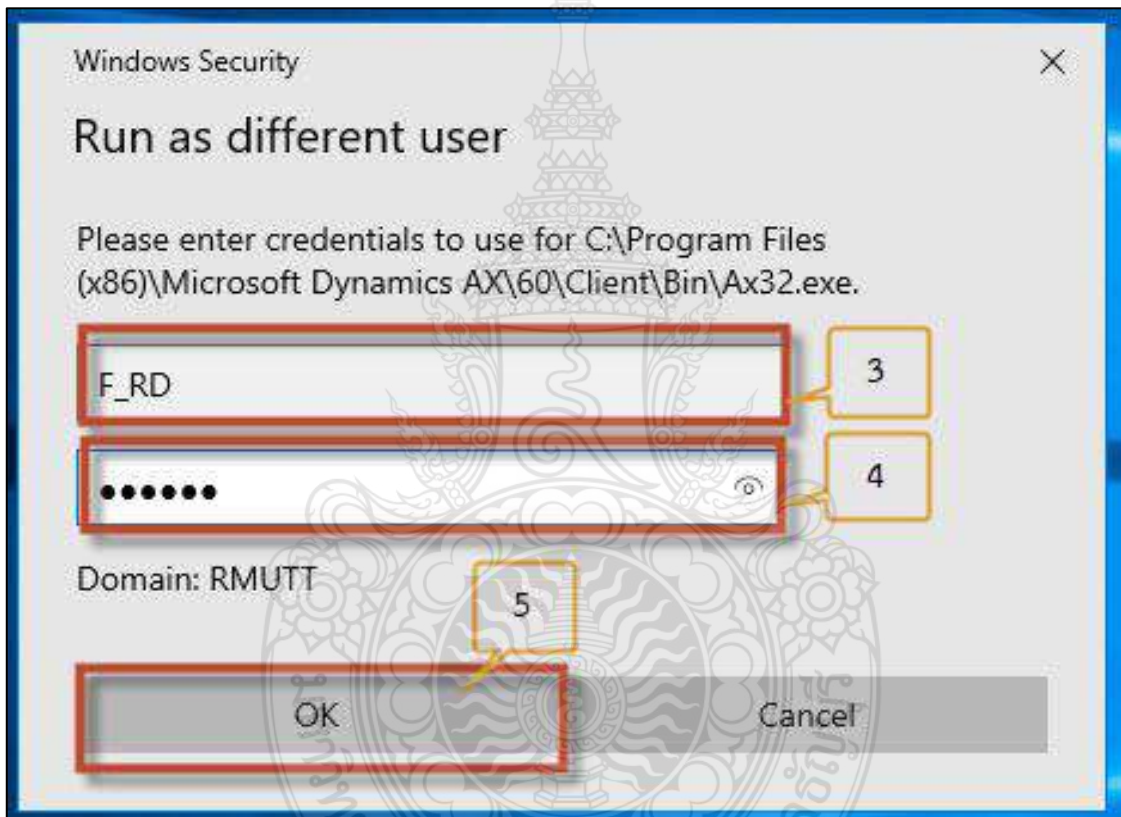 Windows Security
Run as different user
Please enter credentials to use for C:\Program Files
(x86)\Microsoft Dynamics AX\60\Client\Bin\Ax32.exe.
F_RD
3
●●●●●●
4
Domain: RMUTT
5
OK
Cancel